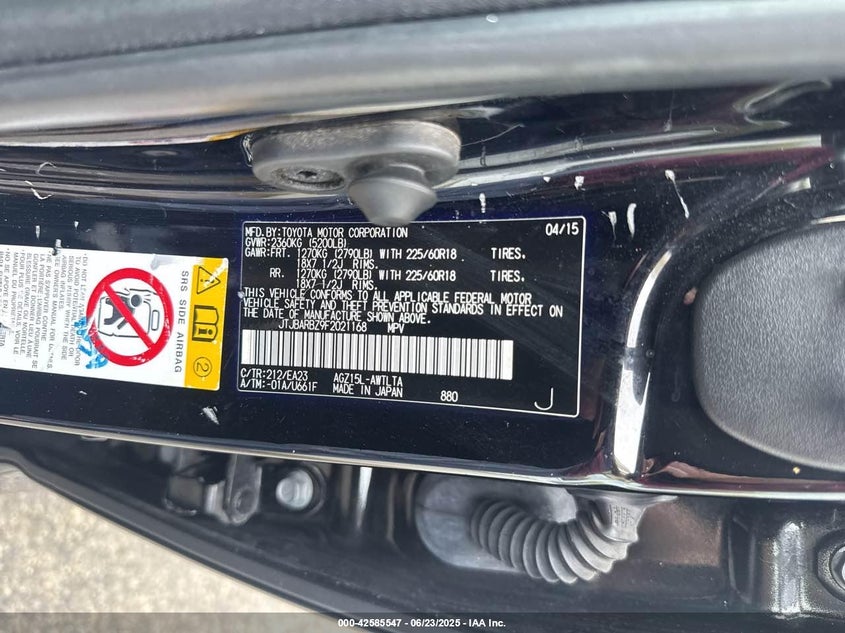 MFD.BY:TOYOTA MOTOR CORPORATION 04/15
GVWR:2360KG (5200LB)
GAWR:FRT. 1270KG (2790LB) WITH 225/60R18 TIRES.
18X7-1/2J RIMS.
RR. 1270KG (2790LB) WITH 225/60R18 TIRES.
18X7-1/2J RIMS.
THIS VEHICLE CONFORMS TO ALL APPLICABLE FEDERAL MOTOR
VEHICLE SAFETY AND THEFT PREVENTION STANDARDS IN EFFECT ON
THE DATE OF MANUFACTURE SHOWN ABOVE.
JTJBARBZ9F2021168 MPV
C/TR:212/EA23 AGZ15L-AWTLTA
A/TM:-01A/U661F MADE IN JAPAN 880
J
SRS SIDE AIRBAG
2
000-42585547 - 06/23/2025 - IAA Inc.